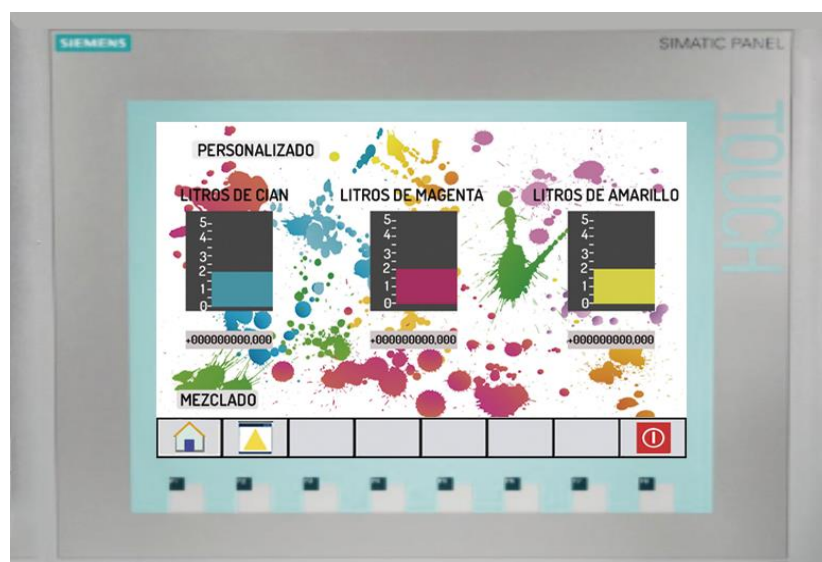 SIEMENS
SIMATIC PANEL
TOUCH
PERSONALIZADO
LITROS DE CIAN
LITROS DE MAGENTA
LITROS DE AMARILLO
5-
4-
3-
2-
1-
0-
5-
4-
3-
2-
1-
0-
5-
4-
3-
2-
1-
0-
+000000000,000
+000000000,000
+000000000,000
MEZCLADO